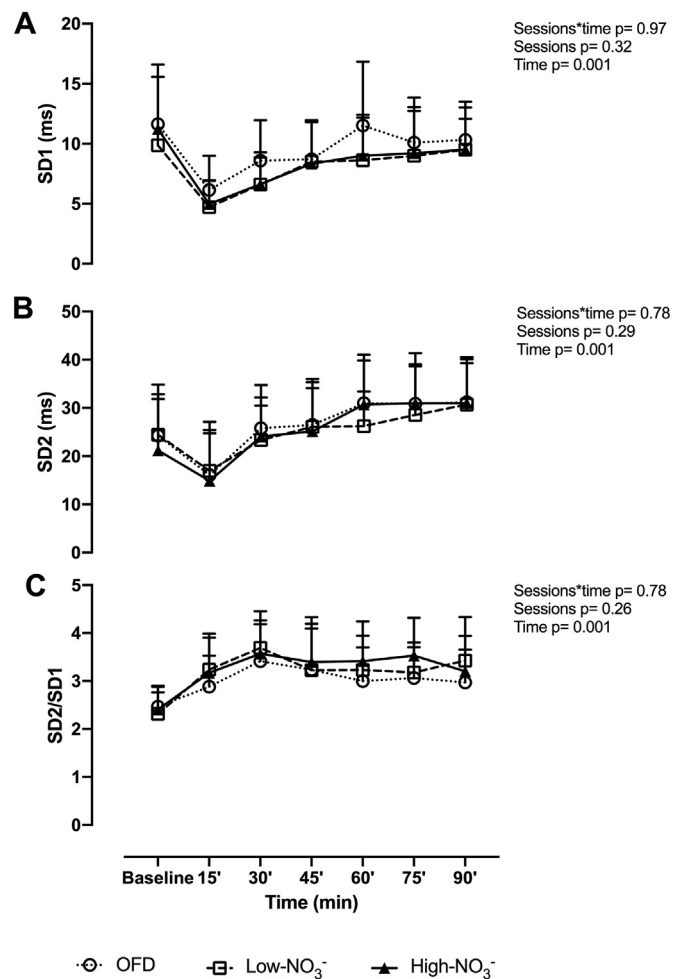 A
20
15
10
5
0
SD1 (ms)
Sessions*time p= 0.97
Sessions p= 0.32
Time p= 0.001
B
50
40
30
20
10
0
SD2 (ms)
Sessions*time p= 0.78
Sessions p= 0.29
Time p= 0.001
C
5
4
3
2
1
0
SD2/SD1
Sessions*time p= 0.78
Sessions p= 0.26
Time p= 0.001
Baseline 15' 30' 45' 60' 75' 90'
Time (min)
OFD Low-NO₃⁻ High-NO₃⁻